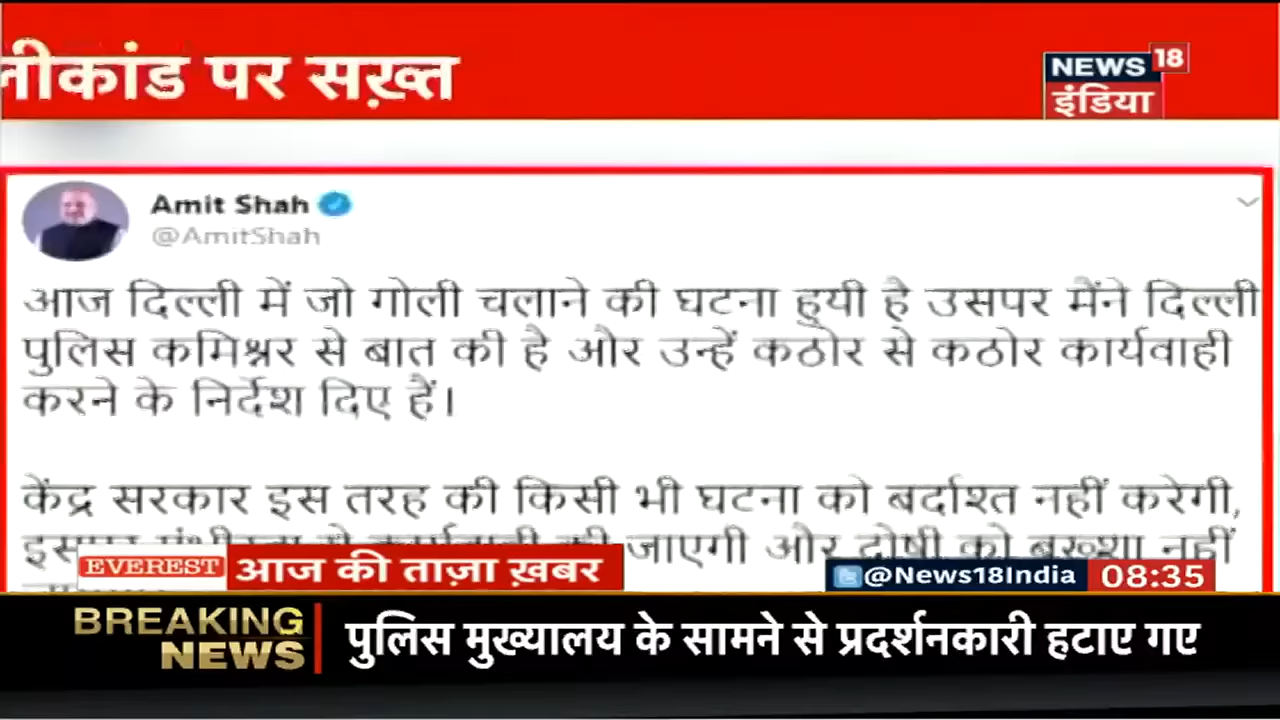 पर सख़्त
NEWS 18
इंडिया
Amit Shah
@AmitShah
आज दिल्ली में जो गोली चलाने की घटना हुयी है उसपर मैंने दिल्ली
पुलिस कमिश्नर से बात की है और उन्हें कठोर से कठोर कार्यवाही
करने के निर्देश दिए हैं।
केंद्र सरकार इस तरह की किसी भी घटना को बर्दाश्त नहीं करेगी,
जाएगी और दोषी को बख्शा नहीं
EVEREST आज की ताज़ा ख़बर
@News18India 08:35
BREAKING
NEWS
पुलिस मुख्यालय के सामने से प्रदर्शनकारी हटाए गए